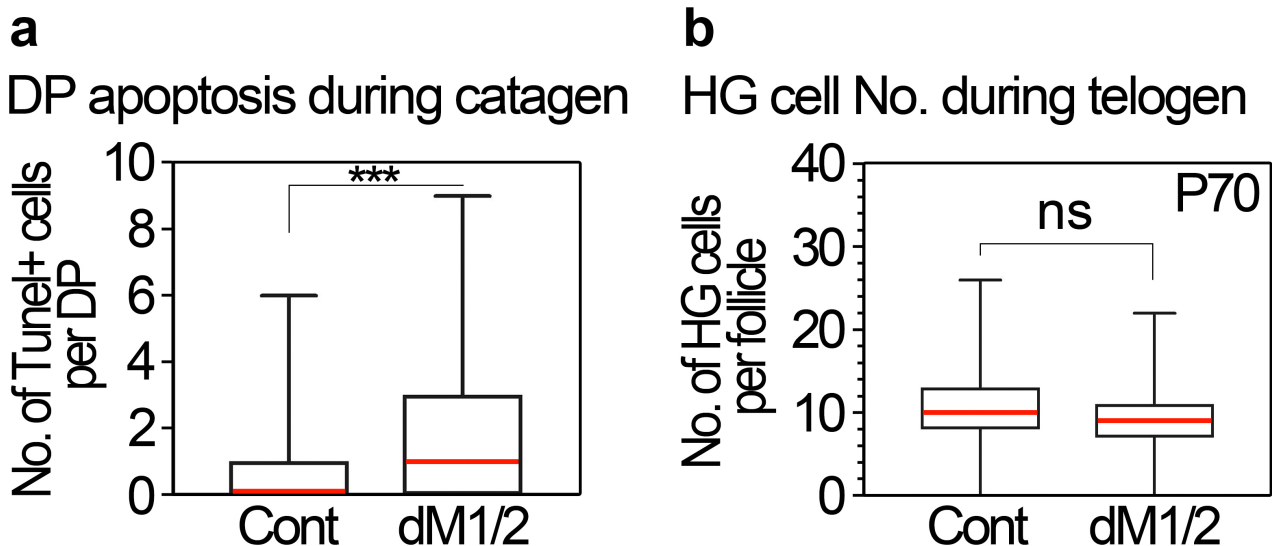 a
DP apoptosis during catagen
No. of Tunel+ cells
per DP
10
8
6
4
2
0
***
Cont
dM1/2
b
HG cell No. during telogen
No. of HG cells
per follicle
40
30
20
10
0
P70
ns
Cont
dM1/2